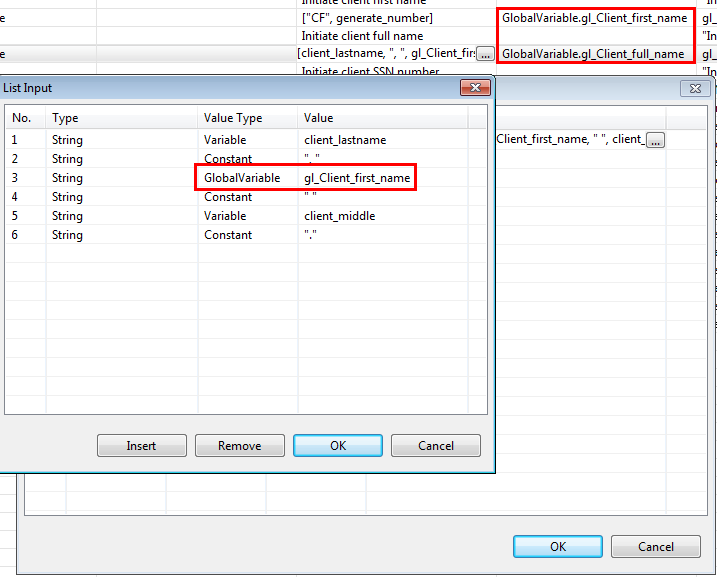 Initiate client first name
e ["CF", generate_number] GlobalVariable.gl_Client_first_name gl_
Initiate client full name "In
e [client_lastname, ", ", gl_Client_firs ... GlobalVariable.gl_Client_full_name gl_
Initiate client SSN number "In
List Input
No. Type Value Type Value
1 String Variable client_lastname
Client_first_name, " ", client_ ...
2 String Constant ", "
3 String GlobalVariable gl_Client_first_name
4 String Constant " "
5 String Variable client_middle
6 String Constant "."
Insert Remove OK Cancel
OK Cancel